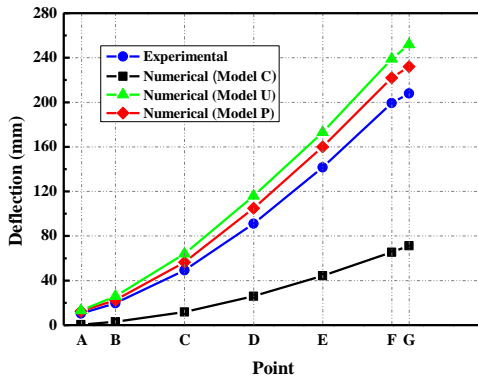 280
240
200
160
120
80
40
0
Deflection (mm)
Experimental
Numerical (Model C)
Numerical (Model U)
Numerical (Model P)
A B C D E F G
Point